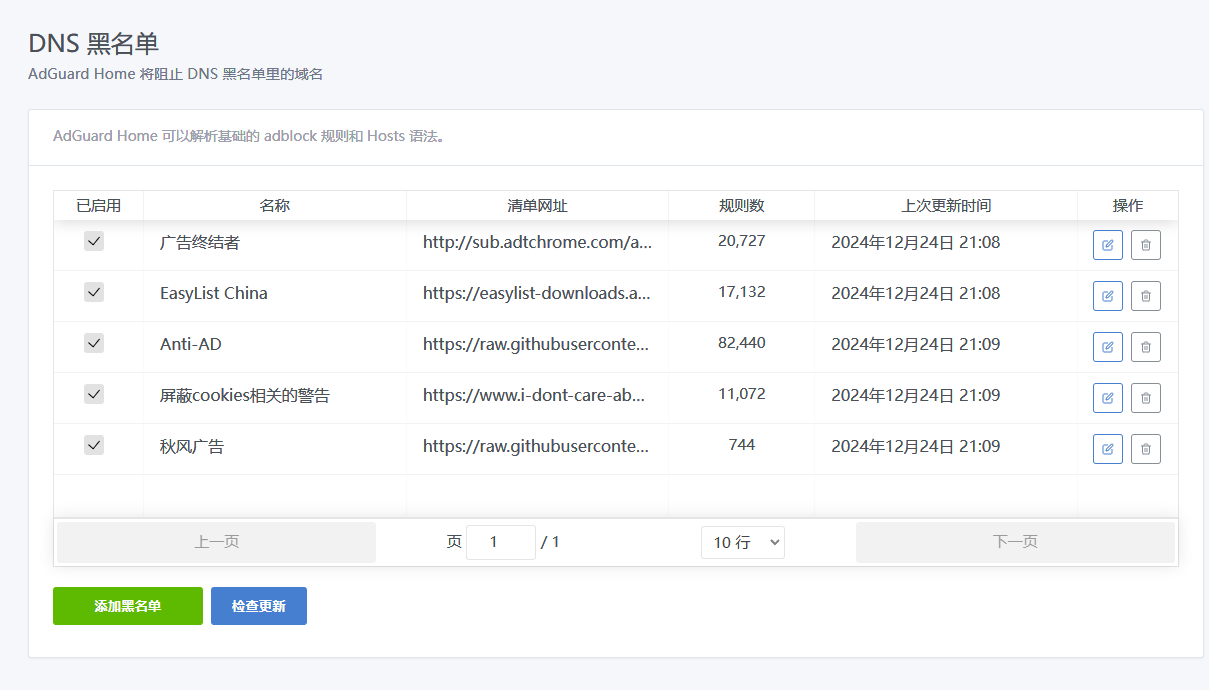 DNS 黑名单
AdGuard Home 将阻止 DNS 黑名单里的域名
AdGuard Home 可以解析基础的 adblock 规则和 Hosts 语法。
已启用 名称 清单网址 规则数 上次更新时间 操作
广告终结者 http://sub.adtchrome.com/a... 20,727 2024年12月24日 21:08
EasyList China https://easylist-downloads.a... 17,132 2024年12月24日 21:08
Anti-AD https://raw.githubuserconte... 82,440 2024年12月24日 21:09
屏蔽cookies相关的警告 https://www.i-dont-care-ab... 11,072 2024年12月24日 21:09
秋风广告 https://raw.githubuserconte... 744 2024年12月24日 21:09
上一页 页 1 / 1 10 行 下一页
添加黑名单 检查更新